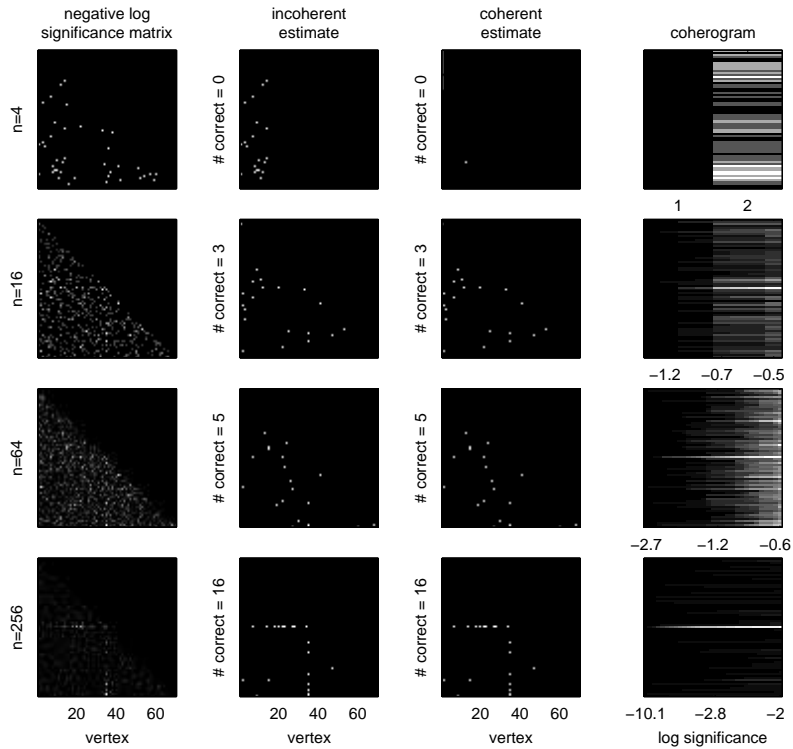 negative log
significance matrix
incoherent
estimate
coherent
estimate
coherogram
n=4
# correct = 0
# correct = 0
1 2
n=16
# correct = 3
# correct = 3
−1.2 −0.7 −0.5
n=64
# correct = 5
# correct = 5
−2.7 −1.2 −0.6
n=256
# correct = 16
# correct = 16
20 40 60
20 40 60
20 40 60
−10.1 −2.8 −2
vertex
vertex
vertex
log significance